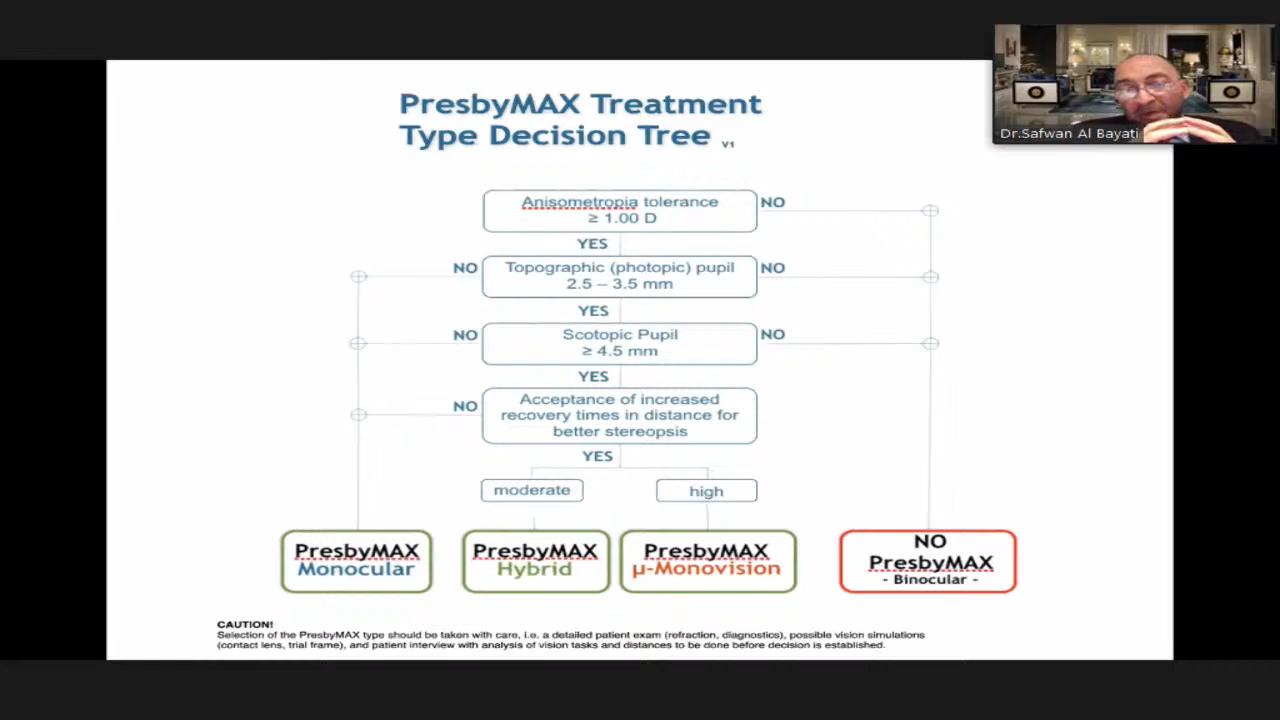 PresbyMAX Treatment
Type Decision Tree v1
Dr.Safwan Al Bayati
Anisometropia tolerance
≥ 1.00 D
NO
YES
NO
Topographic (photopic) pupil
2.5 – 3.5 mm
NO
YES
NO
Scotopic Pupil
≥ 4.5 mm
NO
YES
NO
Acceptance of increased
recovery times in distance for
better stereopsis
YES
moderate
high
PresbyMAX
Monocular
PresbyMAX
Hybrid
PresbyMAX
µ-Monovision
NO
PresbyMAX
- Binocular -
CAUTION!
Selection of the PresbyMAX type should be taken with care, i.e. a detailed patient exam (refraction, diagnostics), possible vision simulations
(contact lens, trial frame), and patient interview with analysis of vision tasks and distances to be done before decision is established.